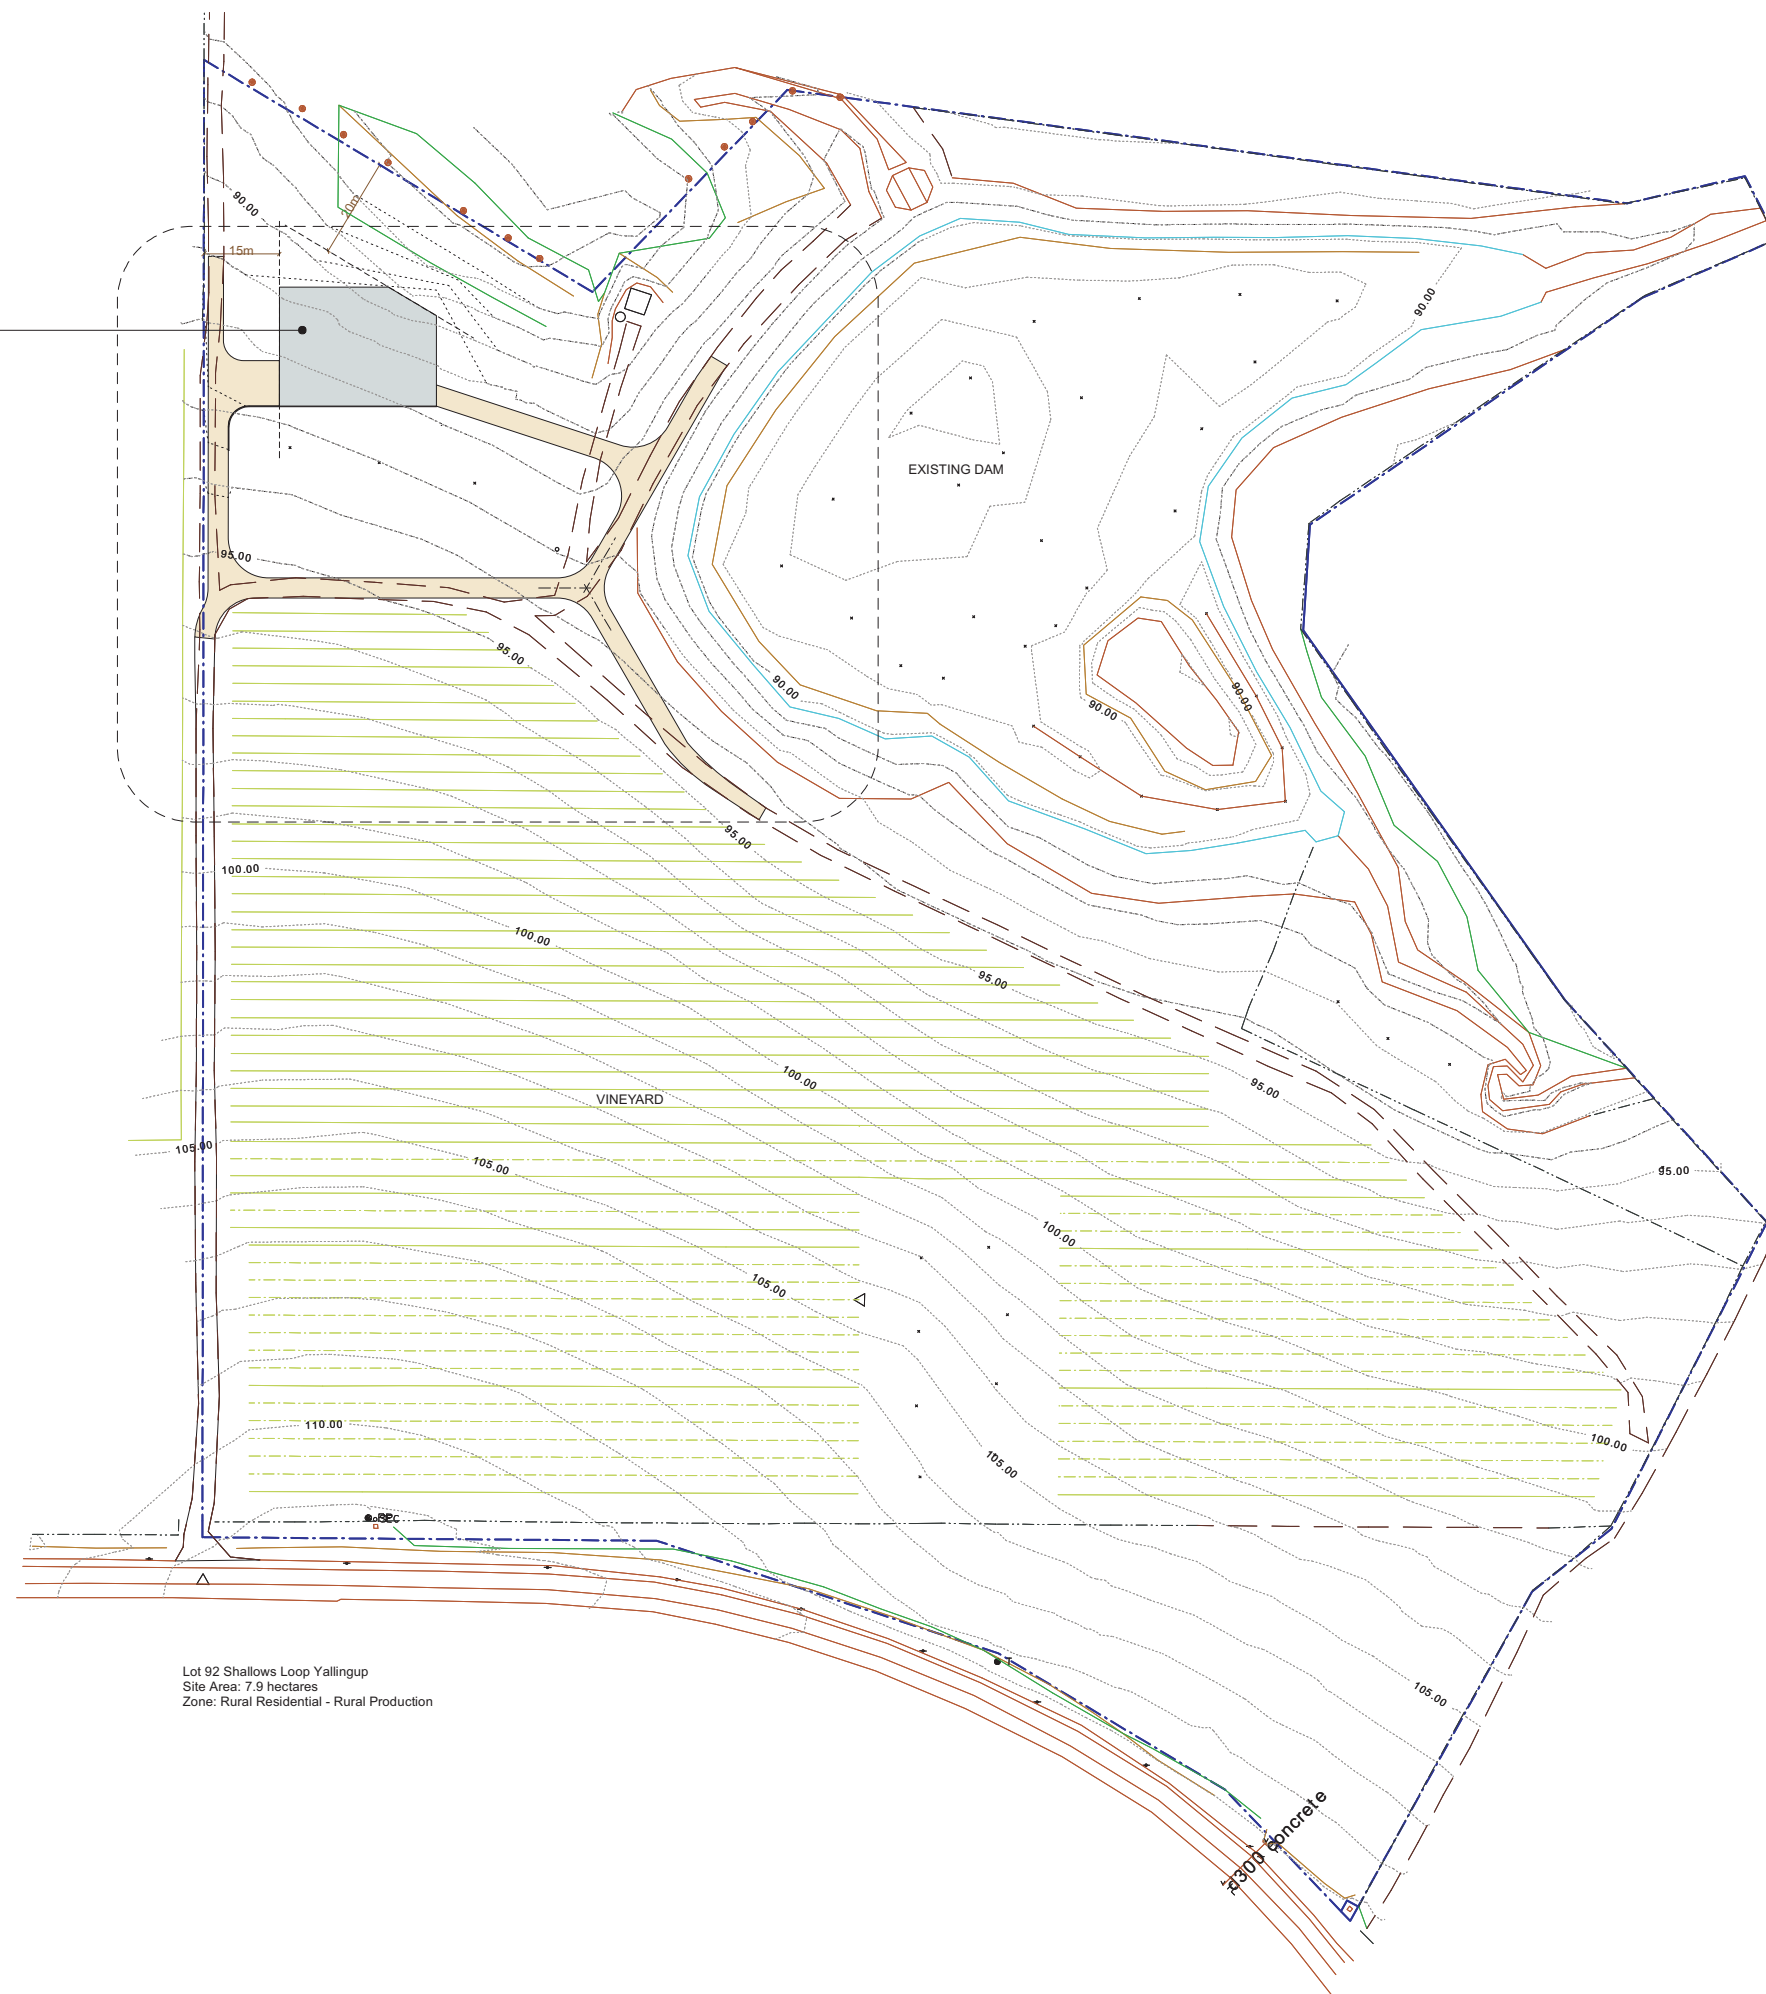 90.00
20m
15m
90.00
EXISTING DAM
95.00
95.00
90.00
90.00
90.00
95.00
100.00
100.00
95.00
100.00
95.00
VINEYARD
105.00
105.00
95.00
100.00
105.00
110.00
100.00
105.00
Lot 92 Shallows Loop Yallingup
Site Area: 7.9 hectares
Zone: Rural Residential - Rural Production
105.00
ø300 concrete